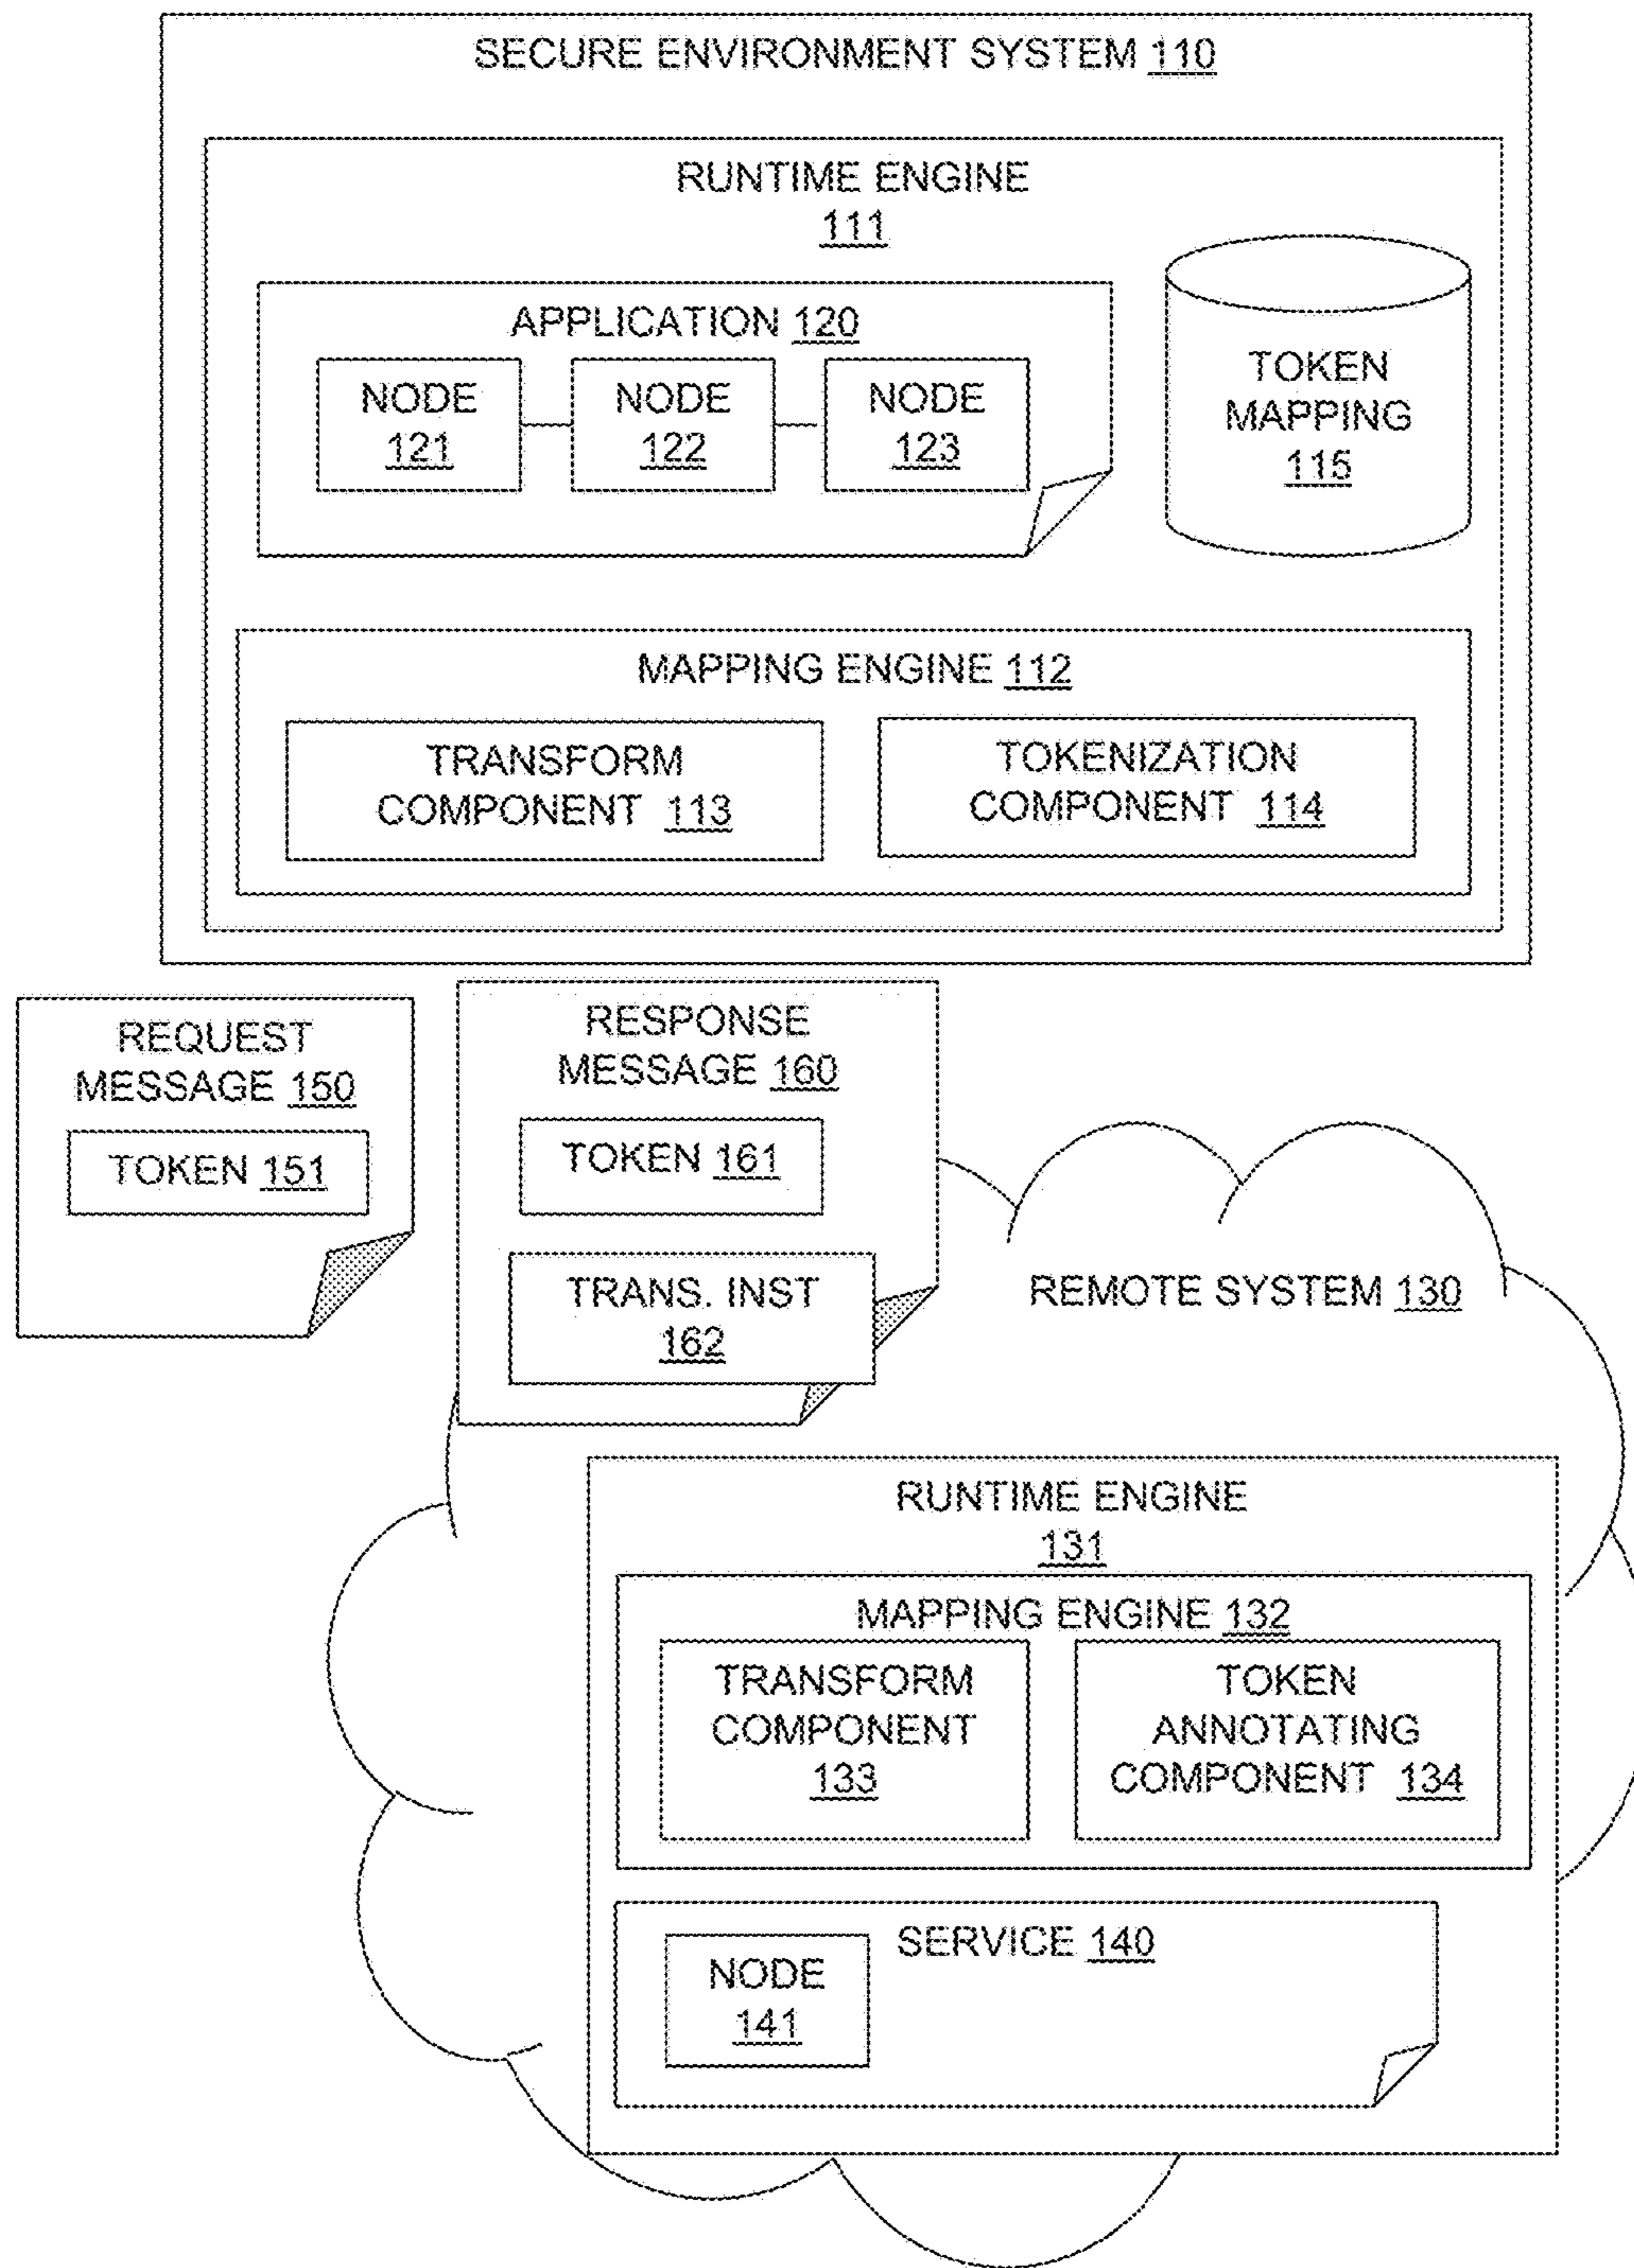 SECURE ENVIRONMENT SYSTEM 110
RUNTIME ENGINE
111
APPLICATION 120
NODE
121
NODE
122
NODE
123
TOKEN
MAPPING
115
MAPPING ENGINE 112
TRANSFORM
COMPONENT 113
TOKENIZATION
COMPONENT 114
REQUEST
MESSAGE 150
TOKEN 151
RESPONSE
MESSAGE 160
TOKEN 161
TRANS. INST
162
REMOTE SYSTEM 130
RUNTIME ENGINE
131
MAPPING ENGINE 132
TRANSFORM
COMPONENT
133
TOKEN
ANNOTATING
COMPONENT 134
SERVICE 140
NODE
141